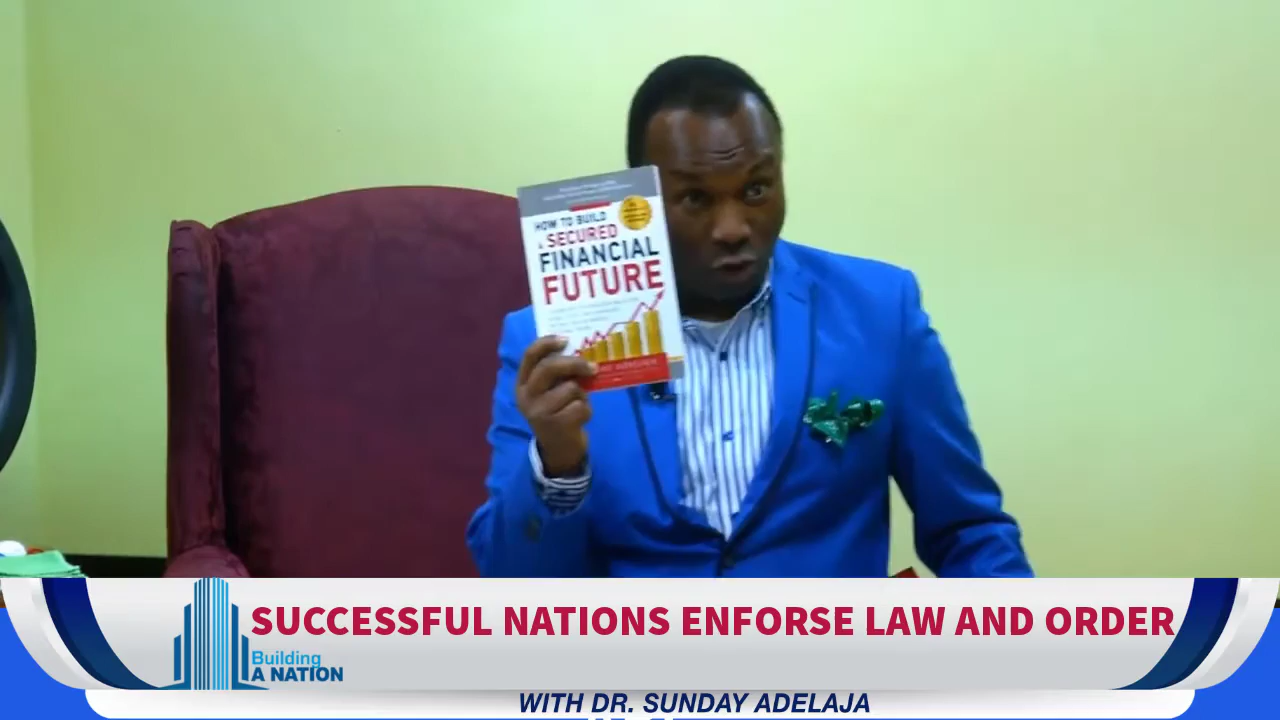 HOW TO BUILD
A SECURED
FINANCIAL
FUTURE
SUCCESSFUL NATIONS ENFORSE LAW AND ORDER
Building
A NATION
WITH DR. SUNDAY ADELAJA